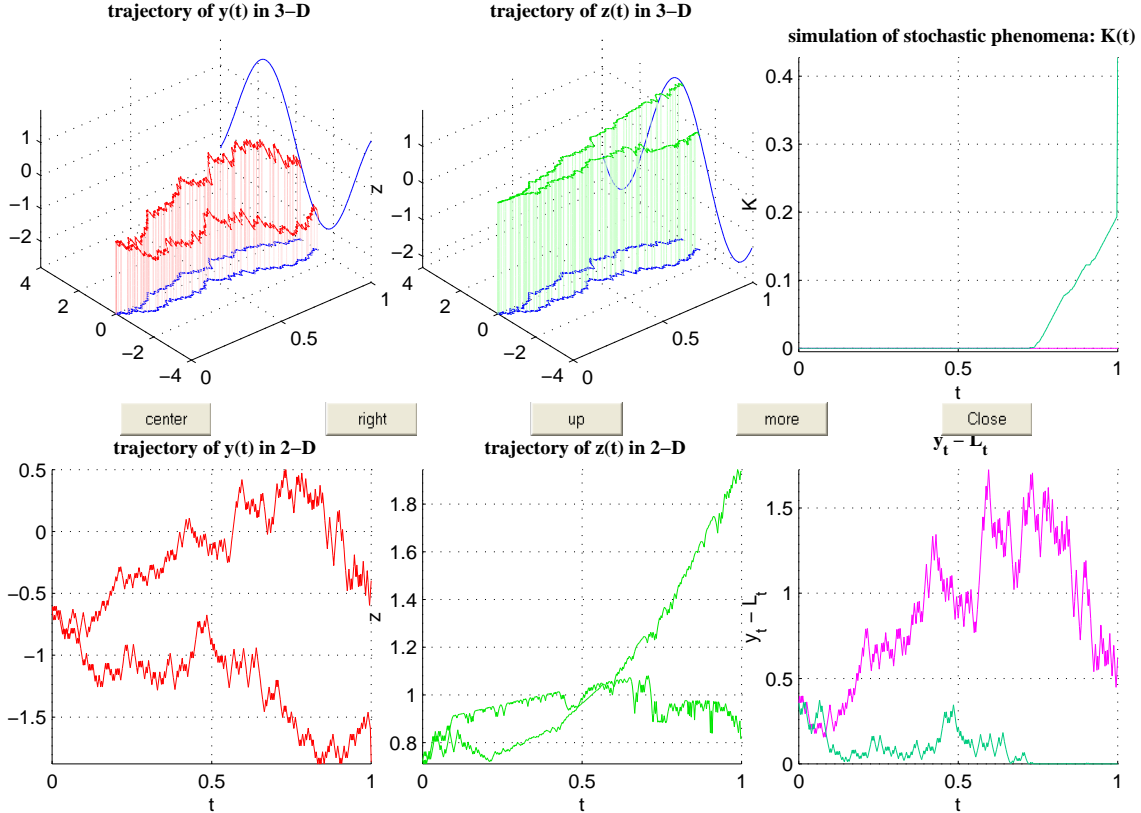 trajectory of y(t) in 3−D
1
0
−1
−2
4
2
0
−2
−4
0
0.5
1
trajectory of z(t) in 3−D
z
1
0
−1
−2
4
2
0
−2
−4
0
0.5
1
simulation of stochastic phenomena: K(t)
K
0.4
0.3
0.2
0.1
0
0
0.5
1
t
center
right
up
more
Close
trajectory of y(t) in 2−D
0.5
0
−0.5
−1
−1.5
0
0.5
1
t
trajectory of z(t) in 2−D
z
1.8
1.6
1.4
1.2
1
0.8
0
0.5
1
t
y_t − L_t
y_t − L_t
1.5
1
0.5
0
0
0.5
1
t